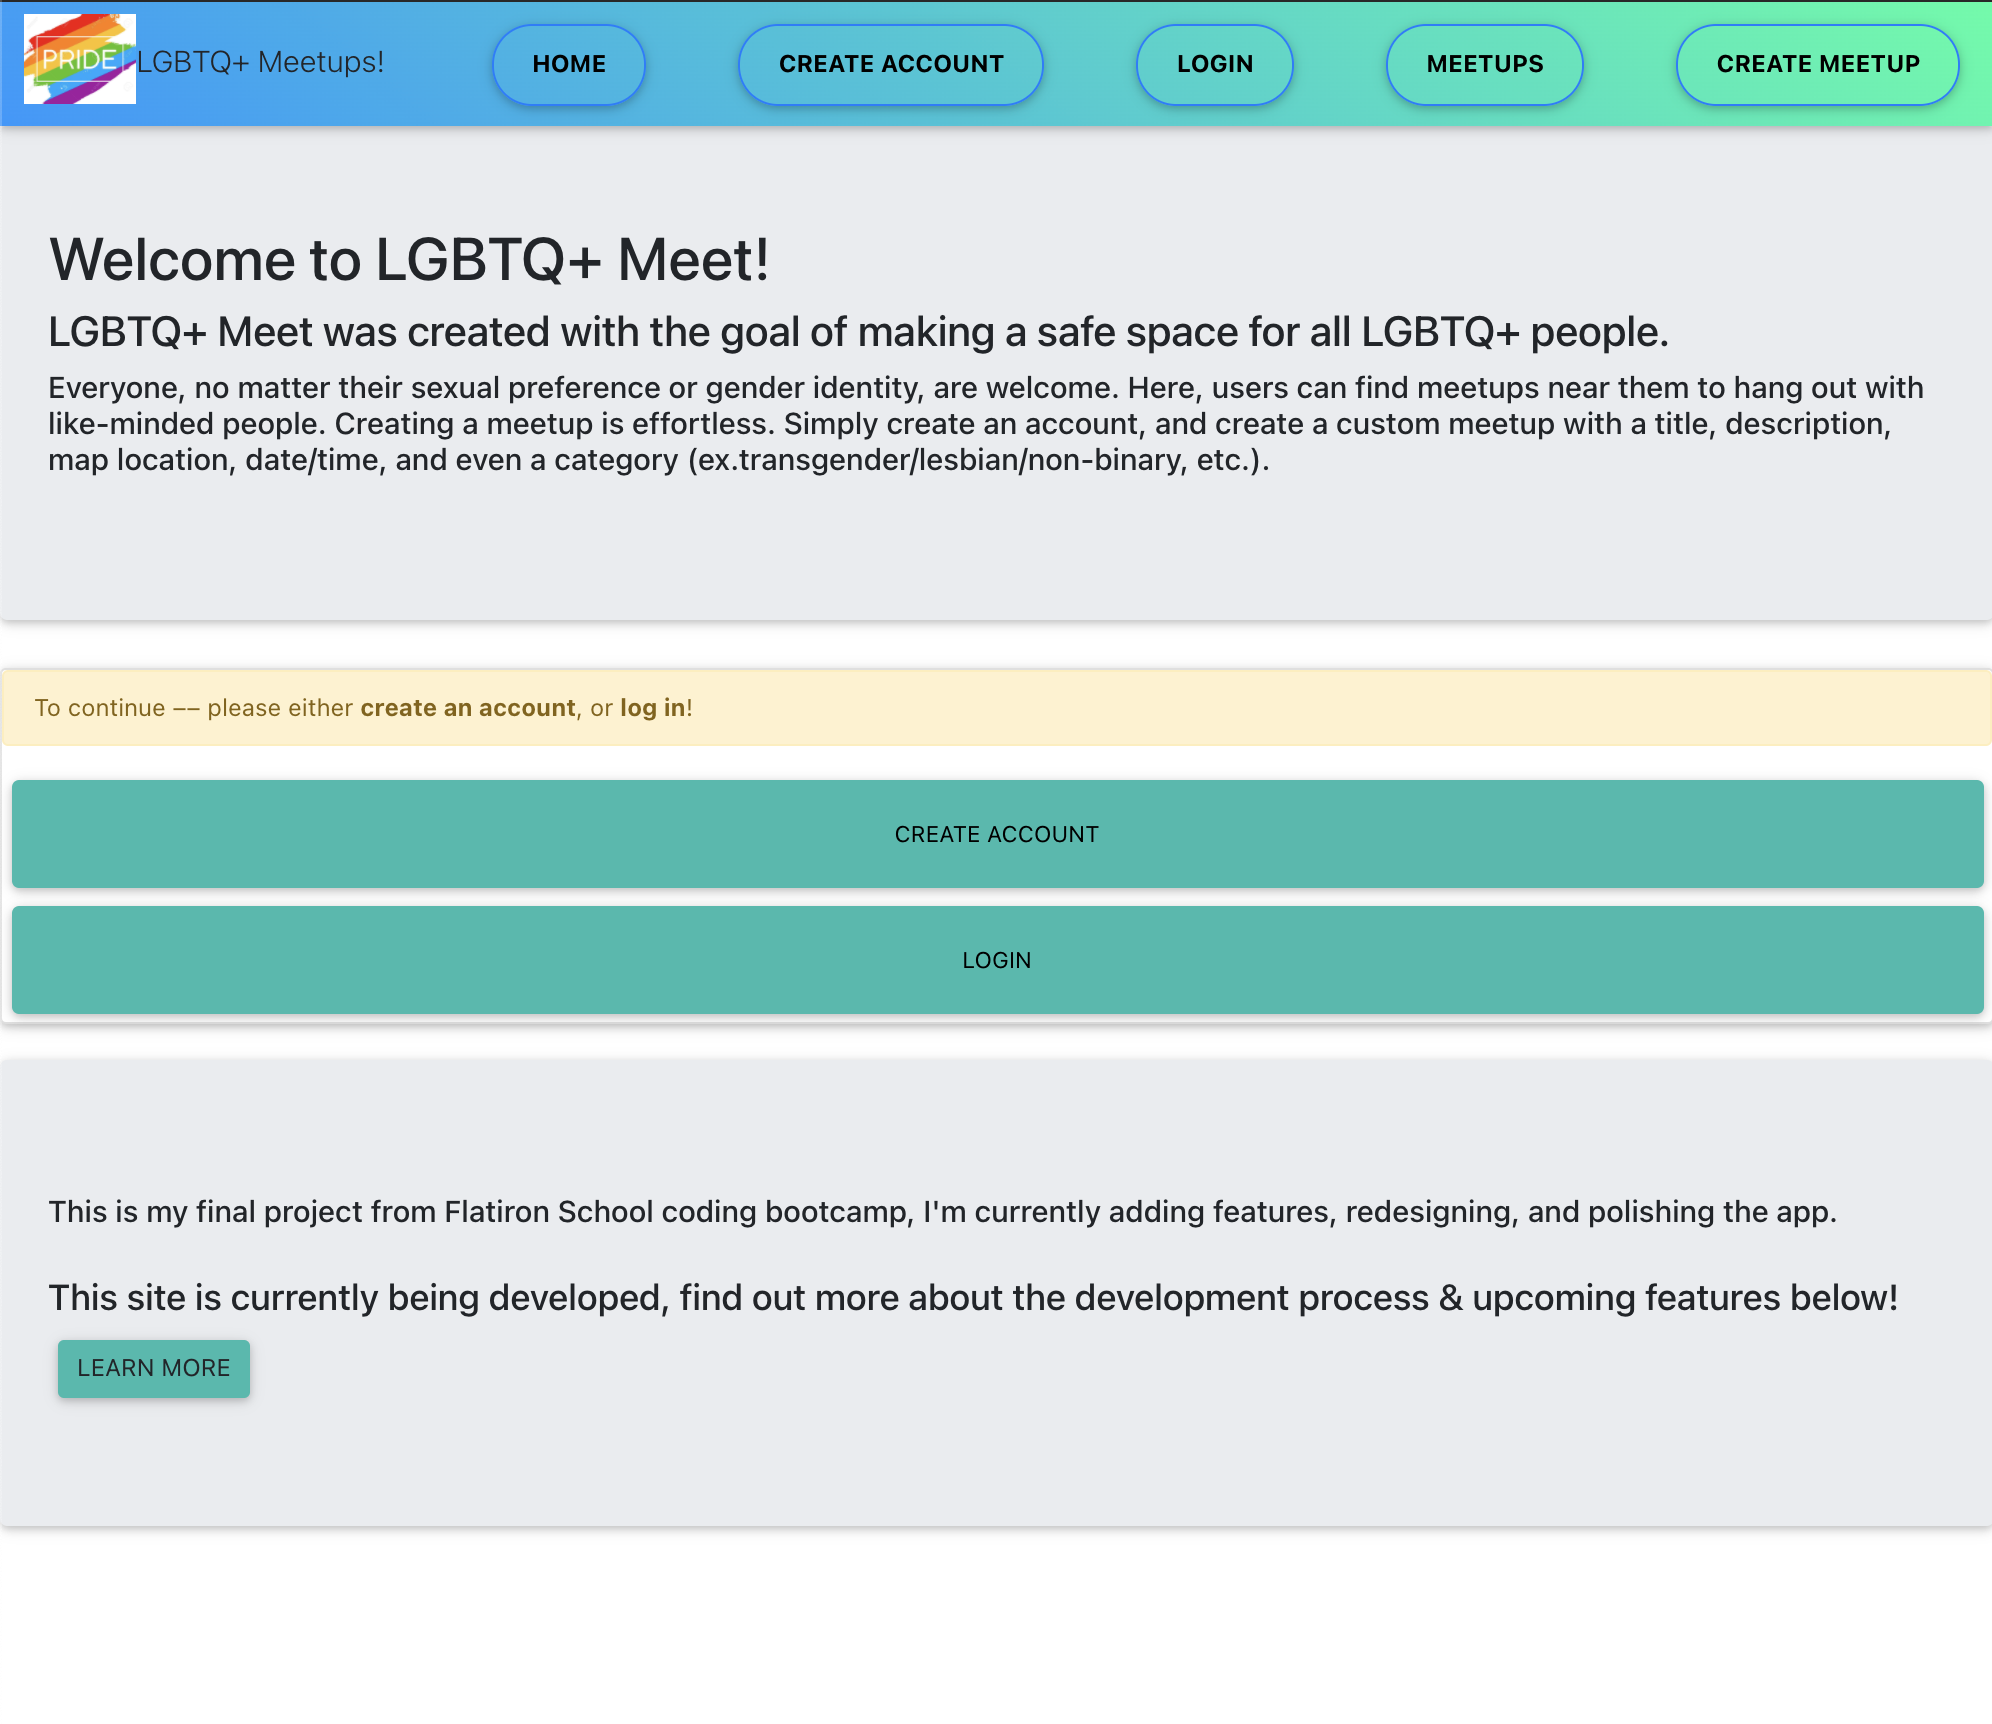 PRIDE
LGBTQ+ Meetups!
HOME
CREATE ACCOUNT
LOGIN
MEETUPS
CREATE MEETUP
Welcome to LGBTQ+ Meet!
LGBTQ+ Meet was created with the goal of making a safe space for all LGBTQ+ people.
Everyone, no matter their sexual preference or gender identity, are welcome. Here, users can find meetups near them to hang out with
like-minded people. Creating a meetup is effortless. Simply create an account, and create a custom meetup with a title, description,
map location, date/time, and even a category (ex.transgender/lesbian/non-binary, etc.).
To continue –– please either create an account, or log in!
CREATE ACCOUNT
LOGIN
This is my final project from Flatiron School coding bootcamp, I'm currently adding features, redesigning, and polishing the app.
This site is currently being developed, find out more about the development process & upcoming features below!
LEARN MORE